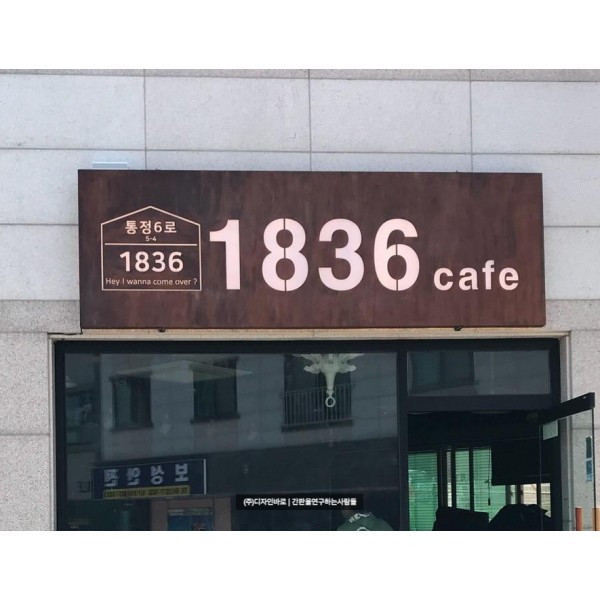 통정6로
5-4
1836
Hey I wanna come over ?
1836 cafe
(주)디자인바로 | 간판을연구하는사람들